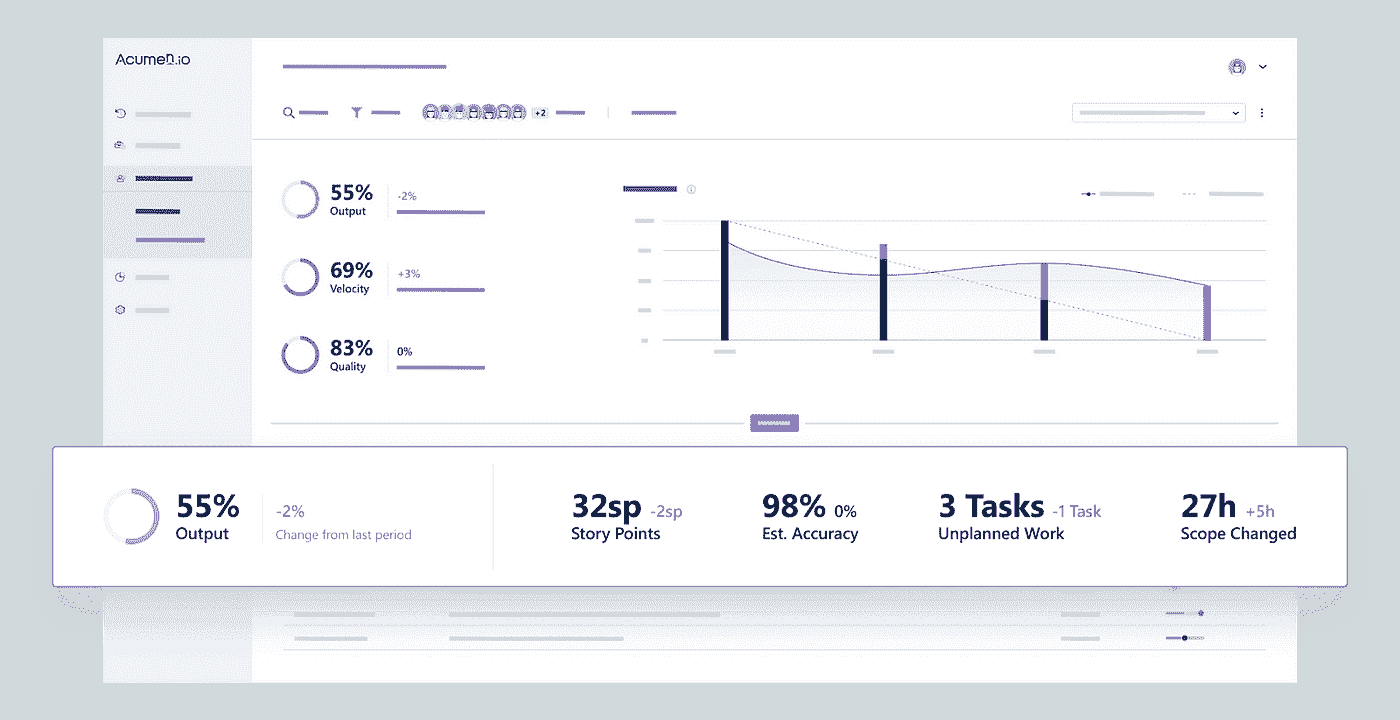 Acumen.io
+2
55% -2%
Output
69% +3%
Velocity
83% 0%
Quality
55% -2%
Output Change from last period
32sp -2sp
Story Points
98% 0%
Est. Accuracy
3 Tasks -1 Task
Unplanned Work
27h +5h
Scope Changed